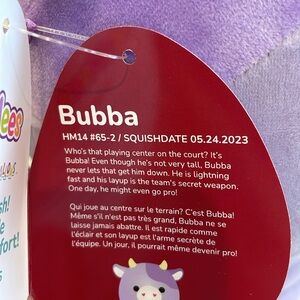 Bubba
HM14 #65-2 / SQUISHDATE 05.24.2023
Who's that playing center on the court? It's
Bubba! Even though he's not very tall, Bubba
never lets that get him down. He is lightning
fast and his layup is the team's secret weapon.
One day, he might even go pro!
Qui joue au centre sur le terrain? C'est Bubba!
Même s'il n'est pas très grand, Bubba ne se
laisse jamais abattre. Il est rapide comme
l'éclair et son layup est l'arme secrète de
l'équipe. Un jour, il pourrait même devenir pro!